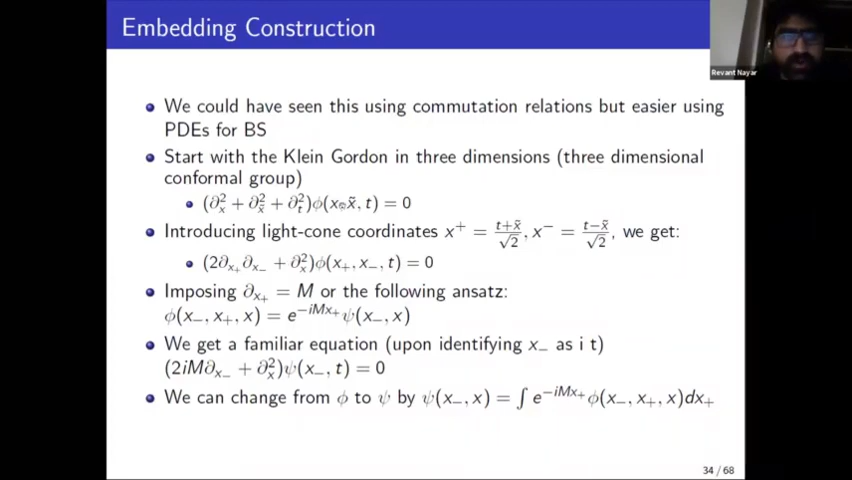 Embedding Construction
Revant Nayar
We could have seen this using commutation relations but easier using
PDEs for BS
Start with the Klein Gordon in three dimensions (three dimensional
conformal group)
(∂²ₓ + ∂²_x̃ + ∂²ₜ)ϕ(x, x̃, t) = 0
Introducing light-cone coordinates x⁺ = (t+x̃)/√2, x⁻ = (t−x̃)/√2, we get:
(2∂ₓ₊∂ₓ₋ + ∂²ₓ)ϕ(x₊, x₋, t) = 0
Imposing ∂ₓ₊ = M or the following ansatz:
ϕ(x₋, x₊, x) = e^{−iMx₊}ψ(x₋, x)
We get a familiar equation (upon identifying x₋ as i t)
(2iM∂ₓ₋ + ∂²ₓ)ψ(x₋, t) = 0
We can change from ϕ to ψ by ψ(x₋, x) = ∫ e^{−iMx₊}ϕ(x₋, x₊, x)dx₊
34 / 68